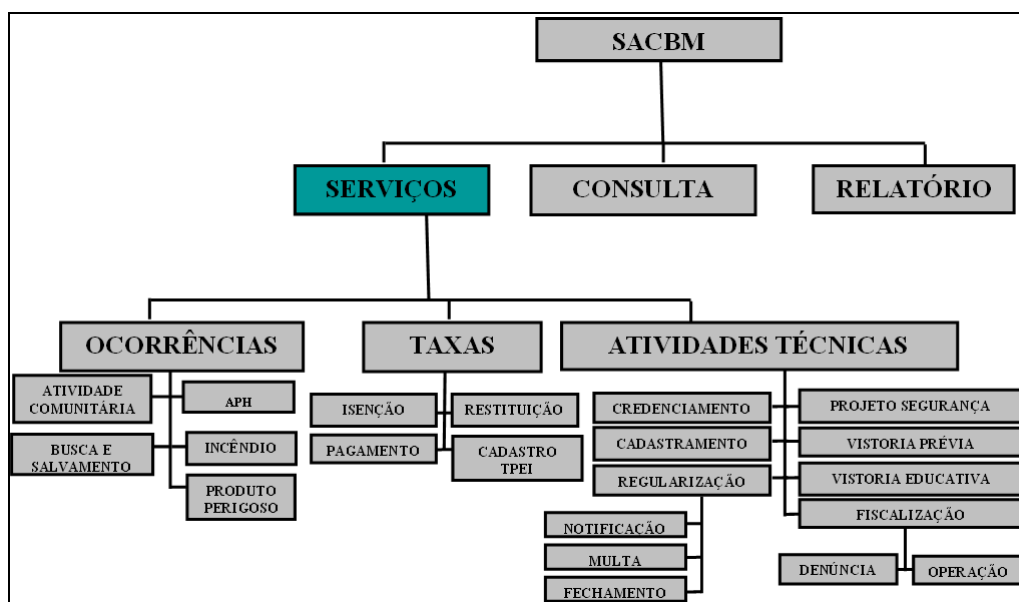 SACBM
SERVIÇOS
CONSULTA
RELATÓRIO
OCORRÊNCIAS
TAXAS
ATIVIDADES TÉCNICAS
ATIVIDADE
COMUNITÁRIA
APH
BUSCA E
SALVAMENTO
INCÊNDIO
PRODUTO
PERIGOSO
ISENÇÃO
RESTITUIÇÃO
PAGAMENTO
CADASTRO
TPEI
CREDENCIAMENTO
PROJETO SEGURANÇA
CADASTRAMENTO
VISTORIA PRÉVIA
REGULARIZAÇÃO
VISTORIA EDUCATIVA
FISCALIZAÇÃO
NOTIFICAÇÃO
MULTA
FECHAMENTO
DENÚNCIA
OPERAÇÃO